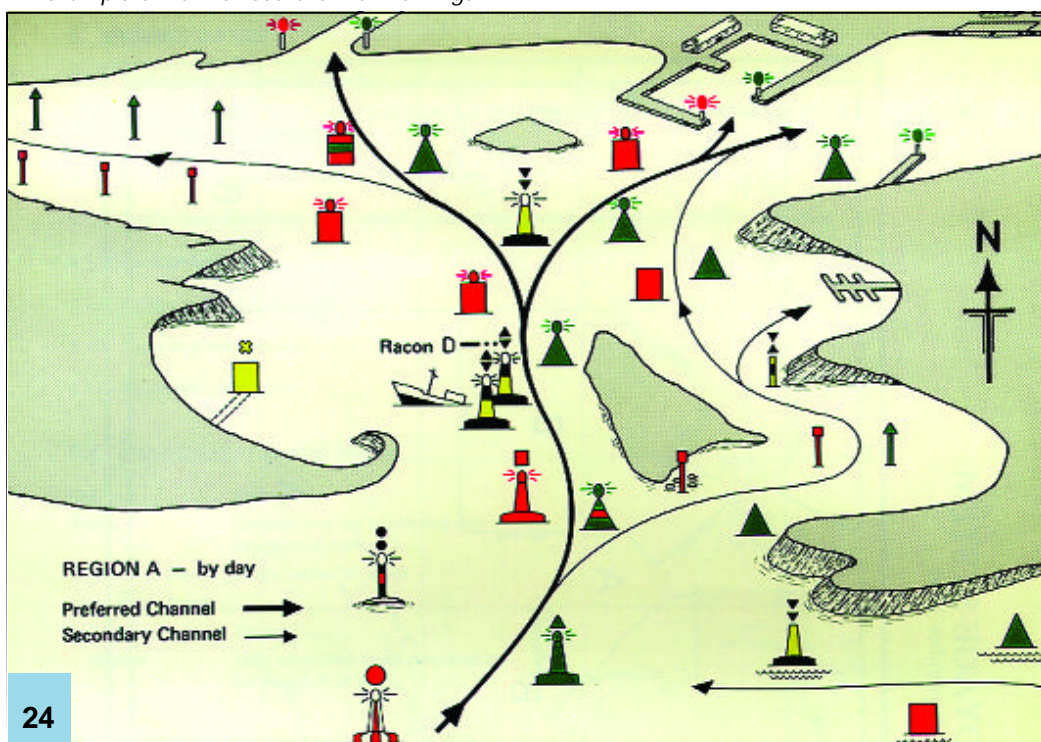 N
Racon D
REGION A – by day
Preferred Channel
Secondary Channel
24